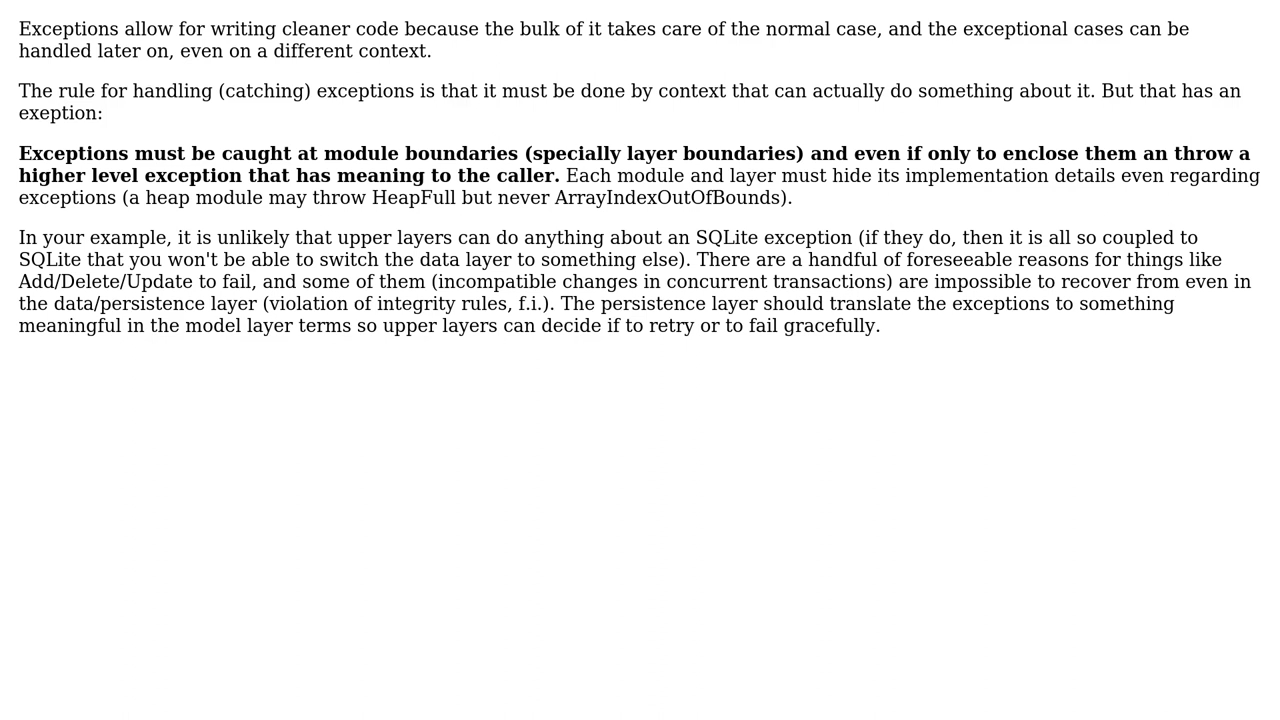 Exceptions allow for writing cleaner code because the bulk of it takes care of the normal case, and the exceptional cases can be
handled later on, even on a different context.
The rule for handling (catching) exceptions is that it must be done by context that can actually do something about it. But that has an
exeption:
Exceptions must be caught at module boundaries (specially layer boundaries) and even if only to enclose them an throw a
higher level exception that has meaning to the caller. Each module and layer must hide its implementation details even regarding
exceptions (a heap module may throw HeapFull but never ArrayIndexOutOfBounds).
In your example, it is unlikely that upper layers can do anything about an SQLite exception (if they do, then it is all so coupled to
SQLite that you won't be able to switch the data layer to something else). There are a handful of foreseeable reasons for things like
Add/Delete/Update to fail, and some of them (incompatible changes in concurrent transactions) are impossible to recover from even in
the data/persistence layer (violation of integrity rules, f.i.). The persistence layer should translate the exceptions to something
meaningful in the model layer terms so upper layers can decide if to retry or to fail gracefully.